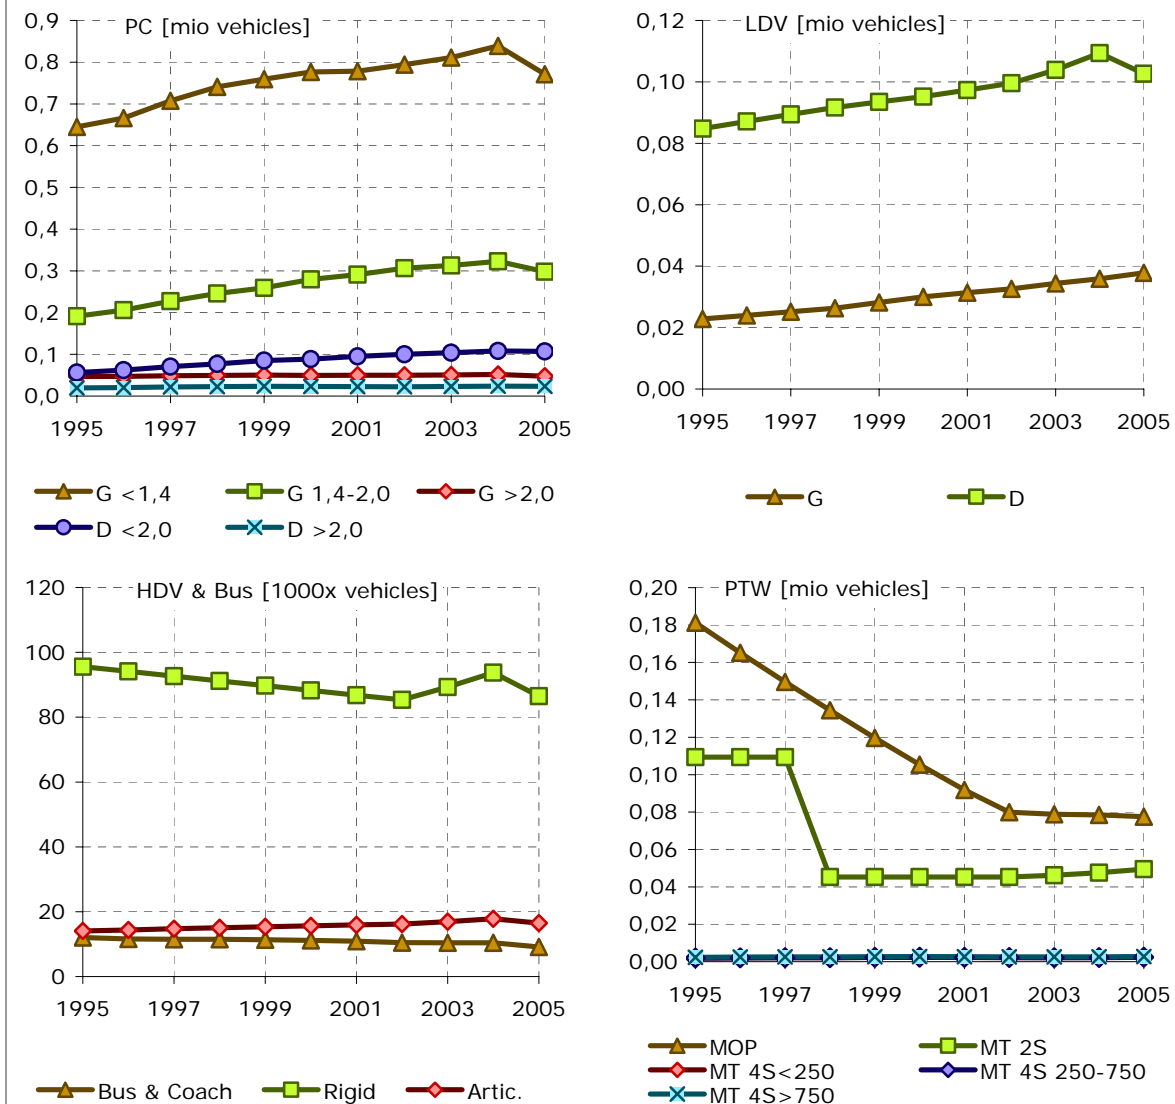 PC [mio vehicles]
0,9
0,8
0,7
0,6
0,5
0,4
0,3
0,2
0,1
0,0
1995 1997 1999 2001 2003 2005
G <1,4 G 1,4-2,0 G >2,0
D <2,0 D >2,0
LDV [mio vehicles]
0,12
0,10
0,08
0,06
0,04
0,02
0,00
1995 1997 1999 2001 2003 2005
G D
HDV & Bus [1000x vehicles]
120
100
80
60
40
20
0
1995 1997 1999 2001 2003 2005
Bus & Coach Rigid Artic.
PTW [mio vehicles]
0,20
0,18
0,16
0,14
0,12
0,10
0,08
0,06
0,04
0,02
0,00
1995 1997 1999 2001 2003 2005
MOP MT 2S
MT 4S<250 MT 4S 250-750
MT 4S>750